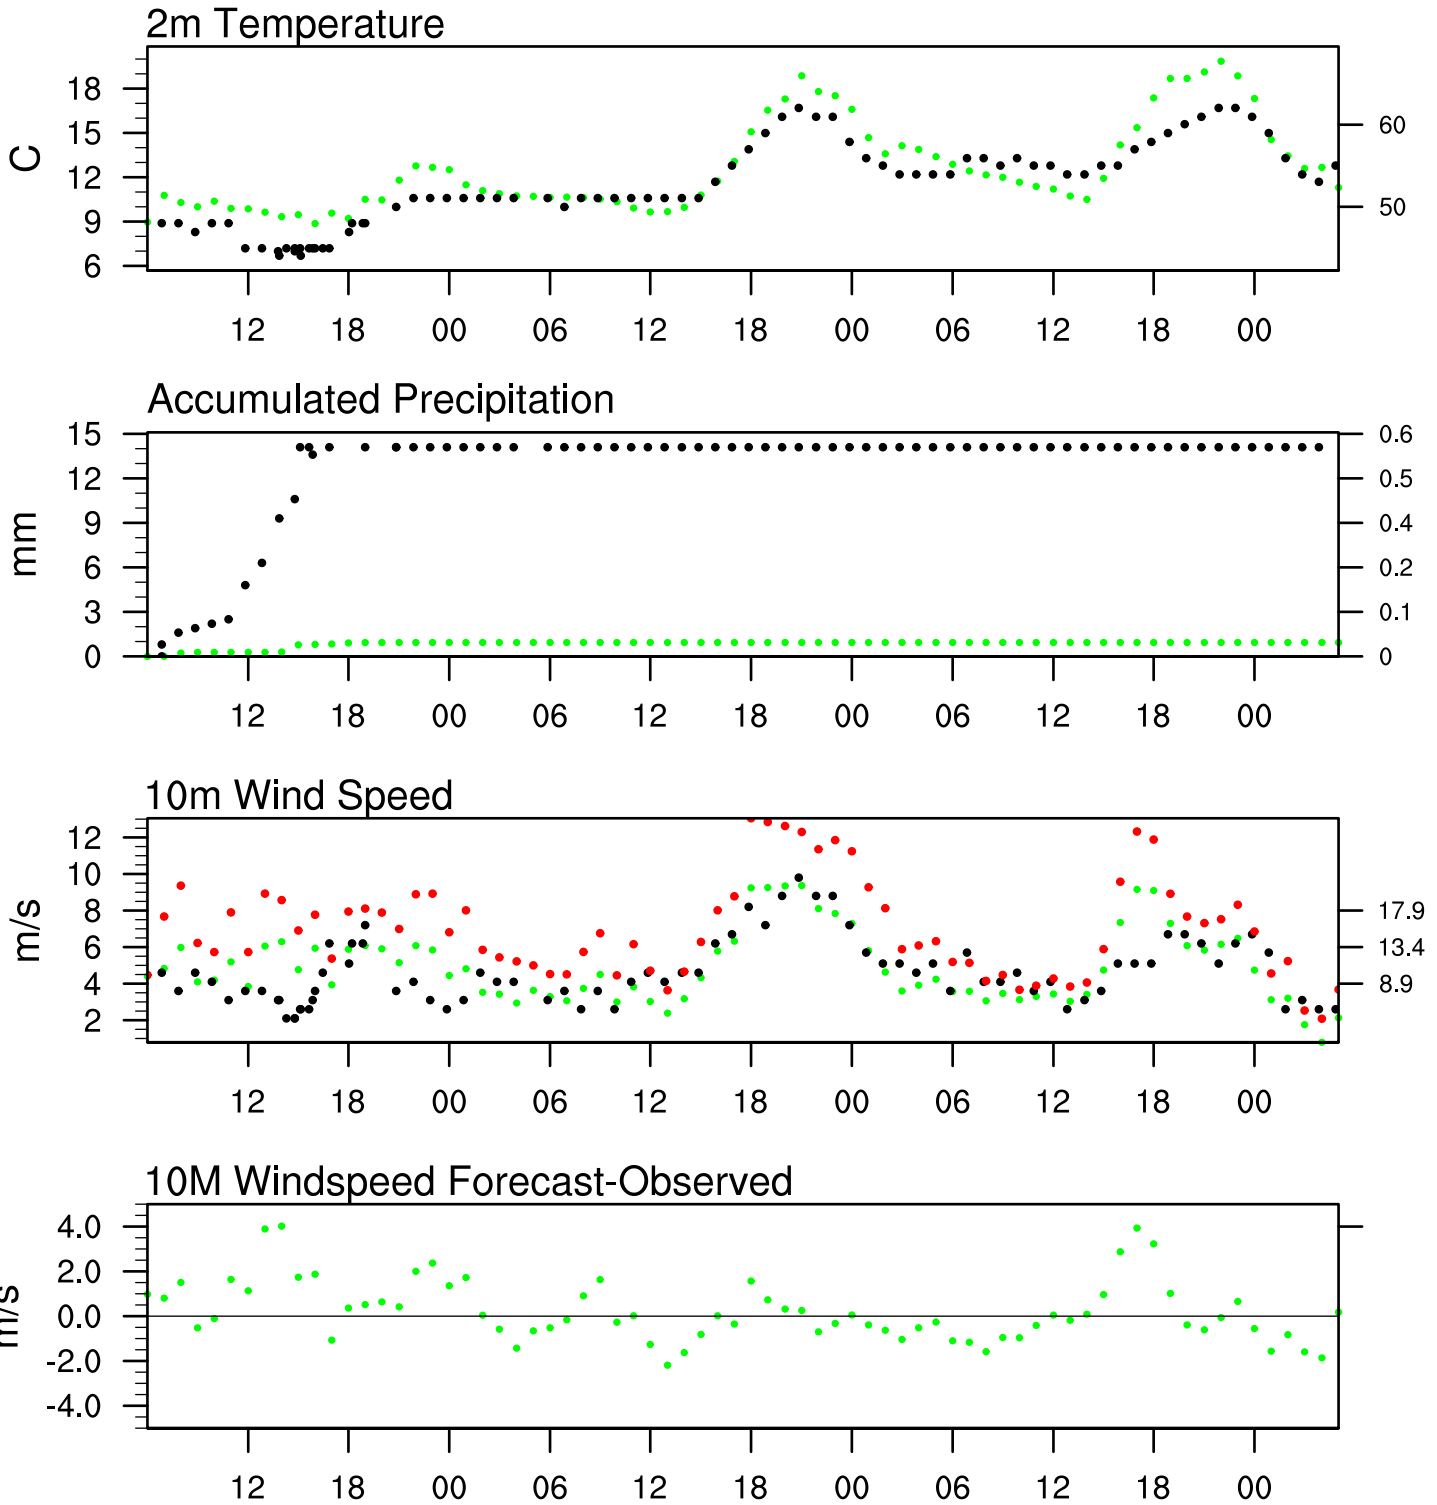 2m Temperature
18
15
12
9
6
C
60
50
12 18 00 06 12 18 00 06 12 18 00
Accumulated Precipitation
15
12
9
6
3
0
mm
0.6
0.5
0.4
0.2
0.1
0
12 18 00 06 12 18 00 06 12 18 00
10m Wind Speed
12
10
8
6
4
2
m/s
17.9
13.4
8.9
12 18 00 06 12 18 00 06 12 18 00
10M Windspeed Forecast-Observed
4.0
2.0
0.0
-2.0
-4.0
m/s
12 18 00 06 12 18 00 06 12 18 00